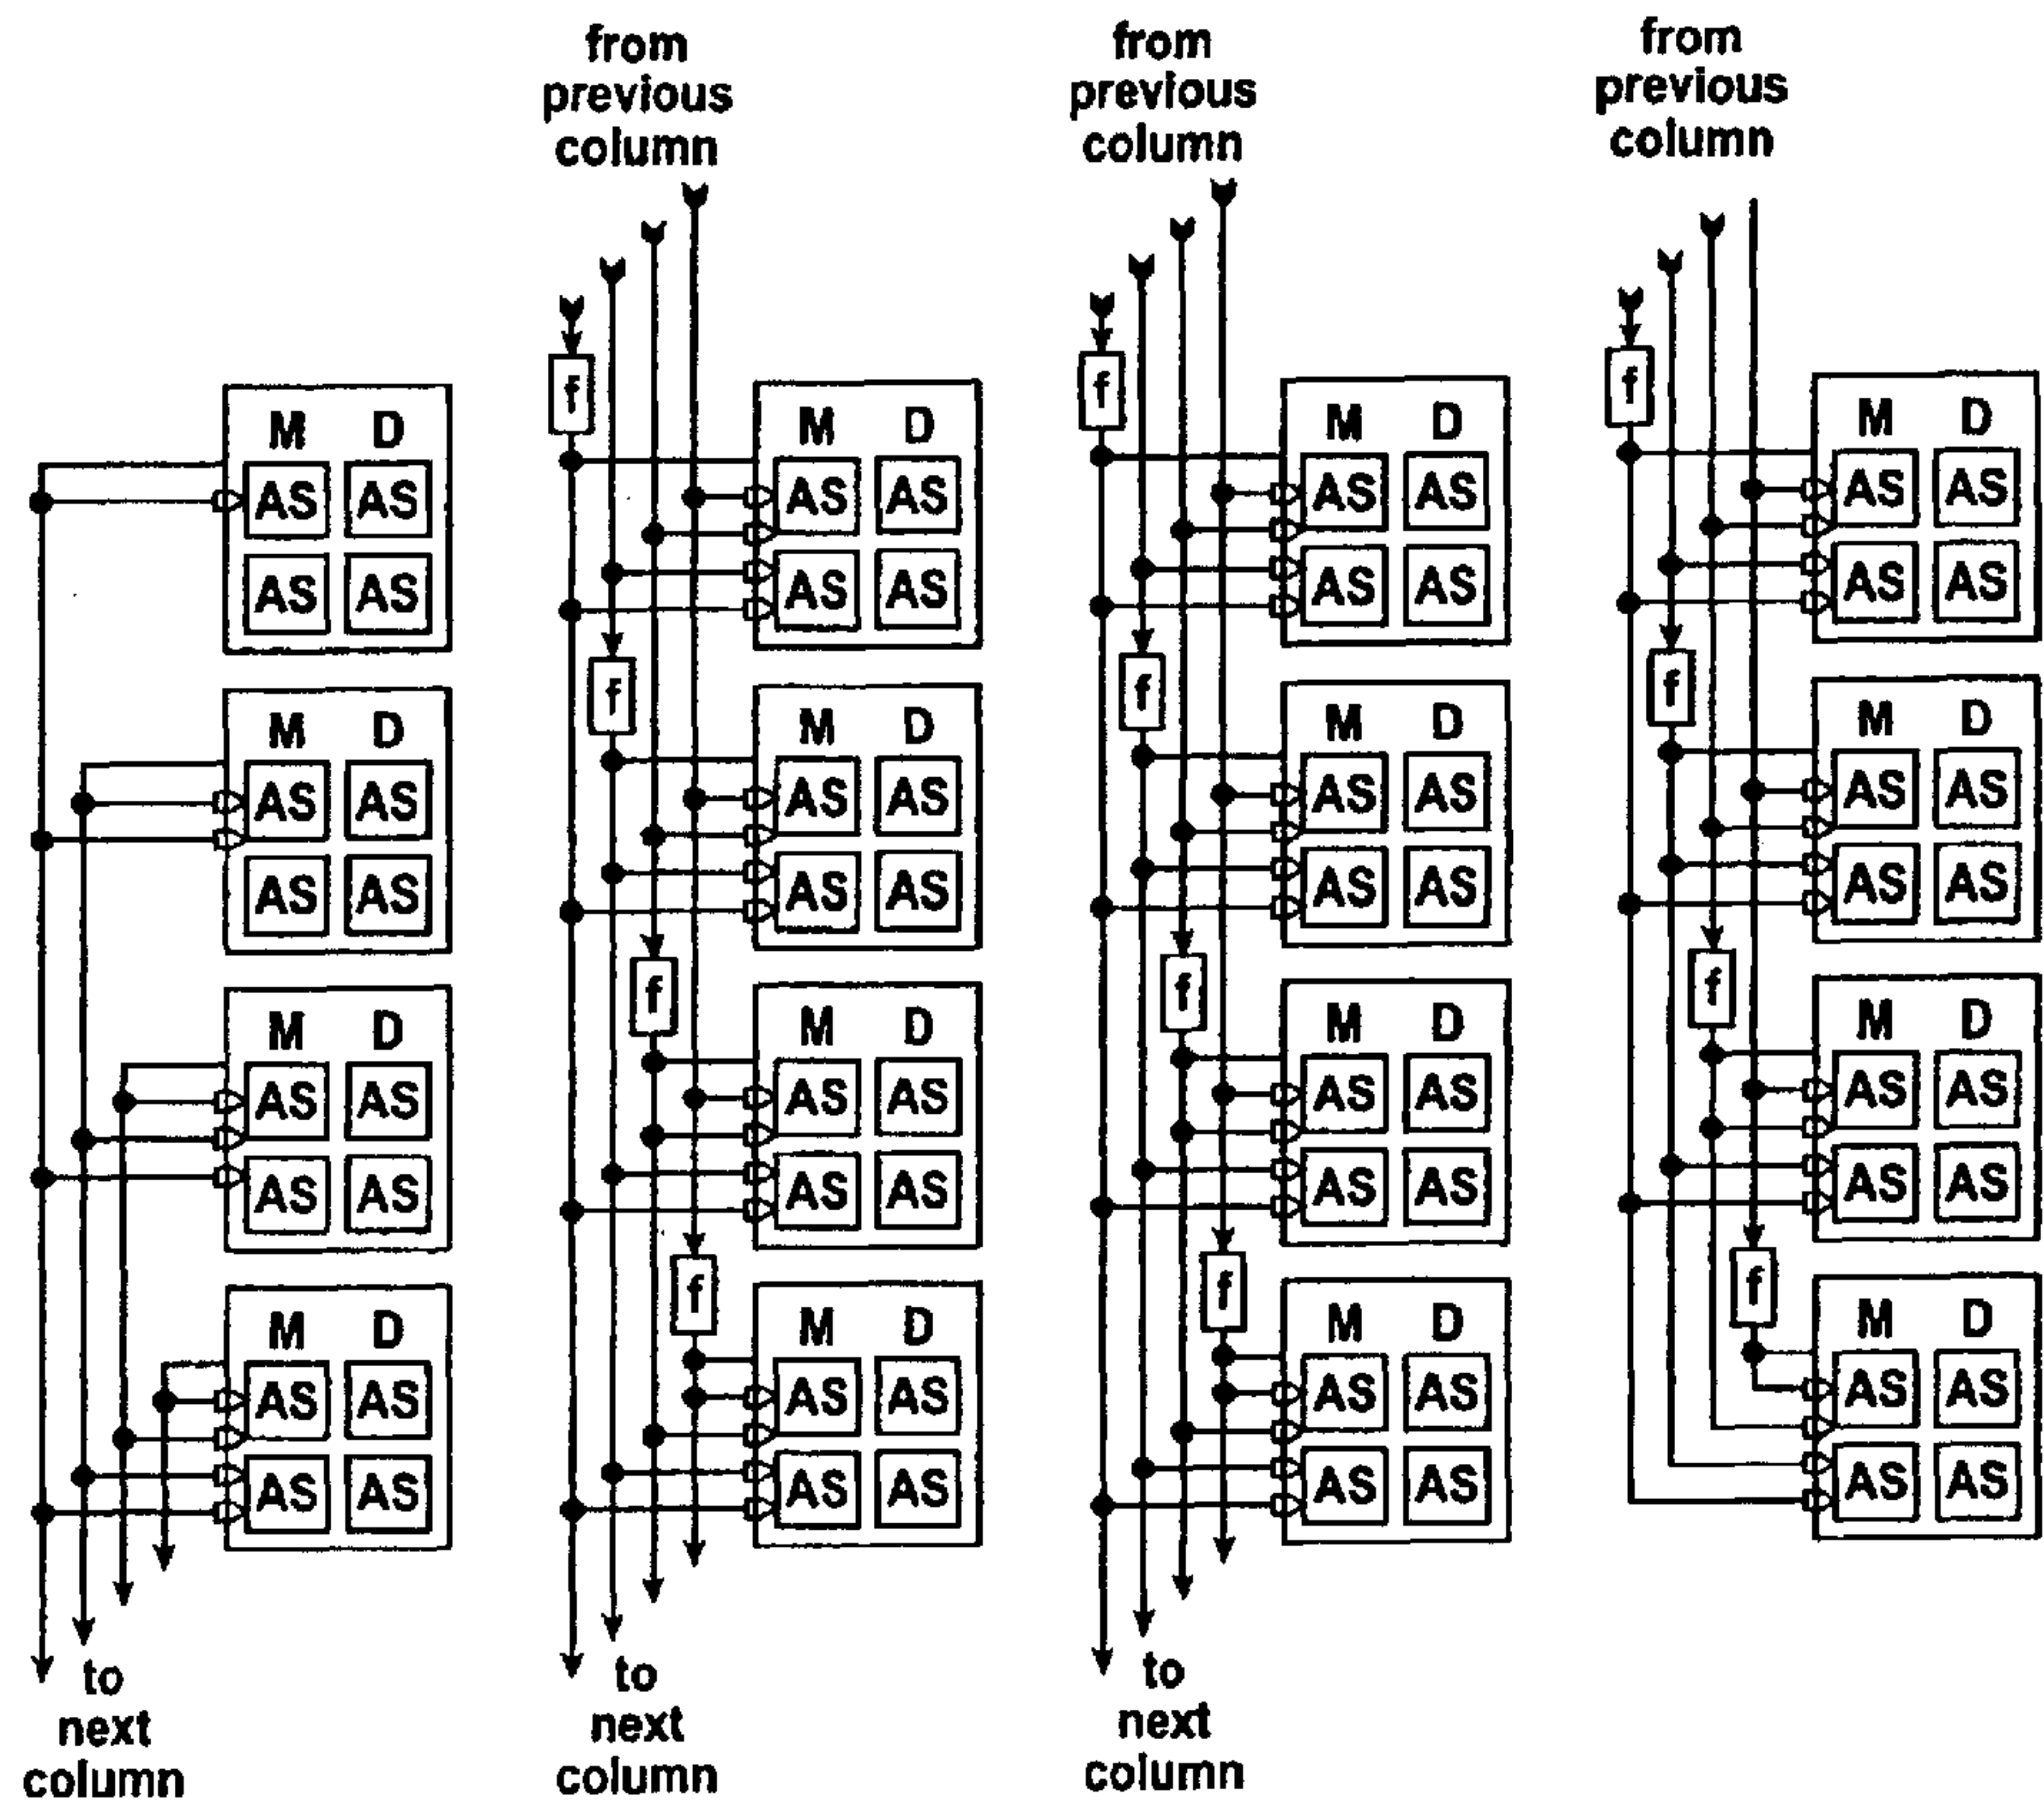 from
previous
column
from
previous
column
from
previous
column
f
f
f
M D
AS AS
AS AS
M D
AS AS
AS AS
M D
AS AS
AS AS
M D
AS AS
AS AS
f
f
f
M D
AS AS
AS AS
M D
AS AS
AS AS
M D
AS AS
AS AS
M D
AS AS
AS AS
f
f
f
M D
AS AS
AS AS
M D
AS AS
AS AS
M D
AS AS
AS AS
M D
AS AS
AS AS
f
f
f
M D
AS AS
AS AS
M D
AS AS
AS AS
M D
AS AS
AS AS
M D
AS AS
AS AS
to
next
column
to
next
column
to
next
column